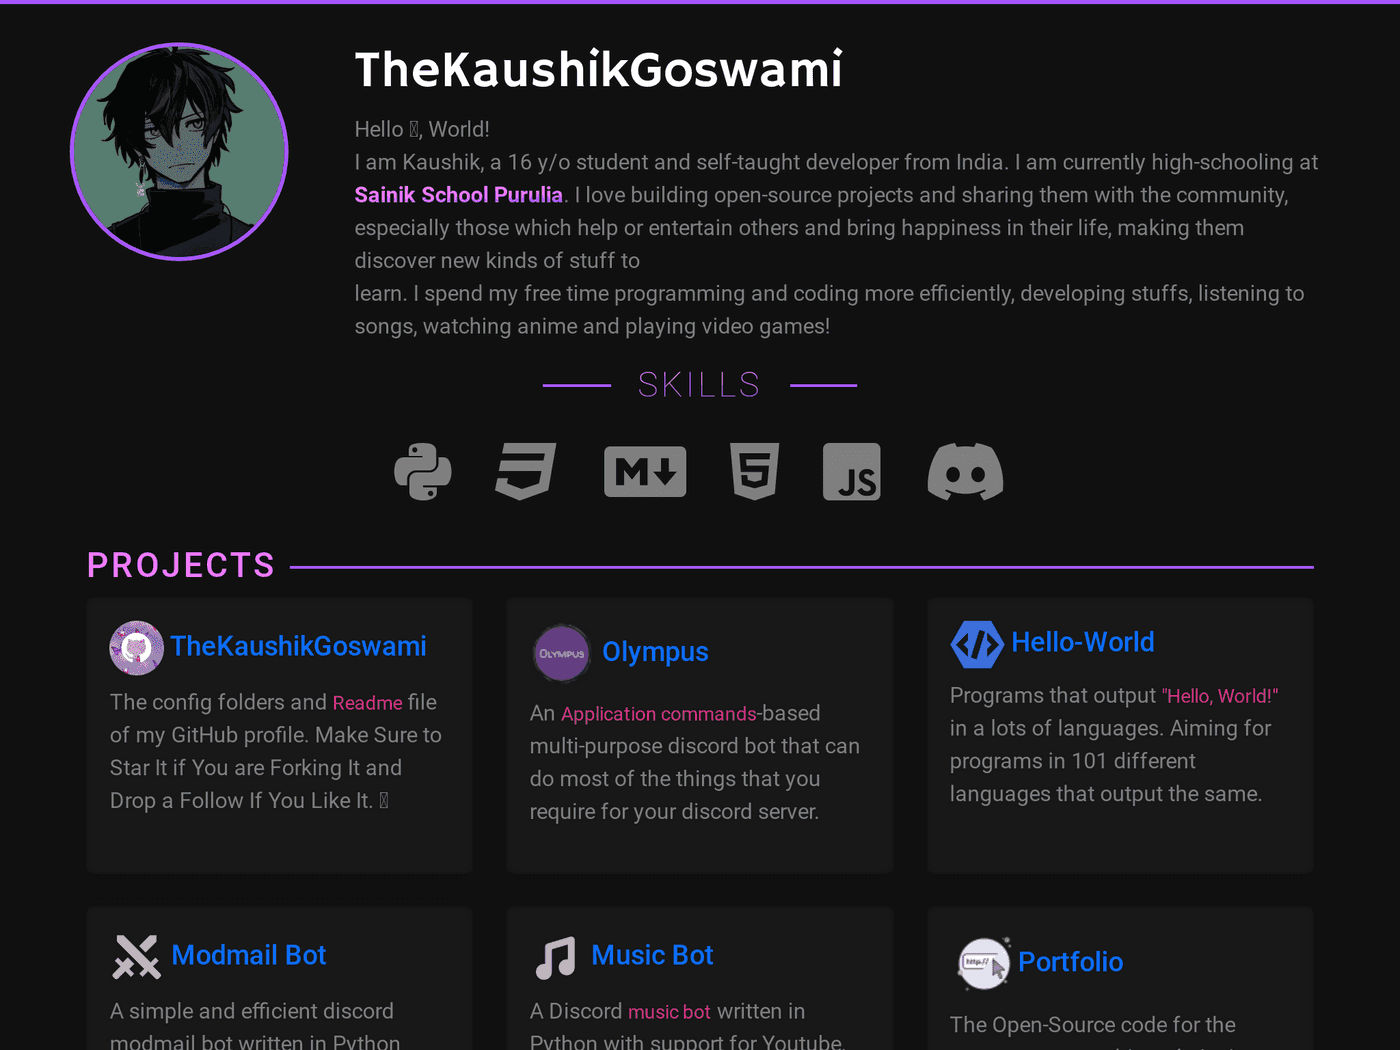 TheKaushikGoswami
Hello , World!
I am Kaushik, a 16 y/o student and self-taught developer from India. I am currently high-schooling at
Sainik School Purulia. I love building open-source projects and sharing them with the community,
especially those which help or entertain others and bring happiness in their life, making them
discover new kinds of stuff to
learn. I spend my free time programming and coding more efficiently, developing stuffs, listening to
songs, watching anime and playing video games!
SKILLS
M
5
JS
PROJECTS
TheKaushikGoswami
The config folders and Readme file
of my GitHub profile. Make Sure to
Star It if You are Forking It and
Drop a Follow If You Like It.
OLYMPUS
Olympus
An Application commands-based
multi-purpose discord bot that can
do most of the things that you
require for your discord server.
</>
Hello-World
Programs that output "Hello, World!"
in a lots of languages. Aiming for
programs in 101 different
languages that output the same.
Modmail Bot
A simple and efficient discord
modmail bot written in Python
Music Bot
A Discord music bot written in
Python with support for Youtube,
http://
Portfolio
The Open-Source code for the